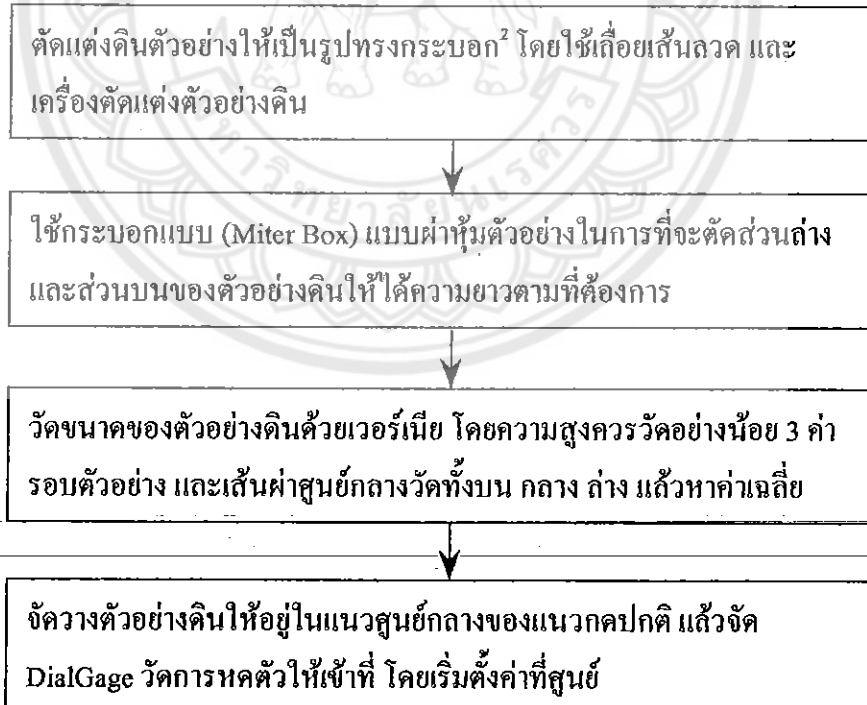 ตัดแต่งดินตัวอย่างให้เป็นรูปทรงกระบอก² โดยใช้เลื่อยเส้นลวด และ
เครื่องตัดแต่งตัวอย่างดิน
ใช้กระบอกแบบ (Miter Box) แบบผ่าหุ้มตัวอย่างในการที่จะตัดส่วนล่าง
และส่วนบนของตัวอย่างดินให้ได้ความยาวตามที่ต้องการ
วัดขนาดของตัวอย่างดินด้วยเวอร์เนีย โดยความสูงควรวัดอย่างน้อย 3 ค่า
รอบตัวอย่าง และเส้นผ่าศูนย์กลางวัดทั้งบน กลาง ล่าง แล้วหาค่าเฉลี่ย
จัดวางตัวอย่างดินให้อยู่ในแนวศูนย์กลางของแนวกดปกติ แล้วจัด
DialGage วัดการหดตัวให้เข้าที่ โดยเริ่มตั้งค่าที่ศูนย์